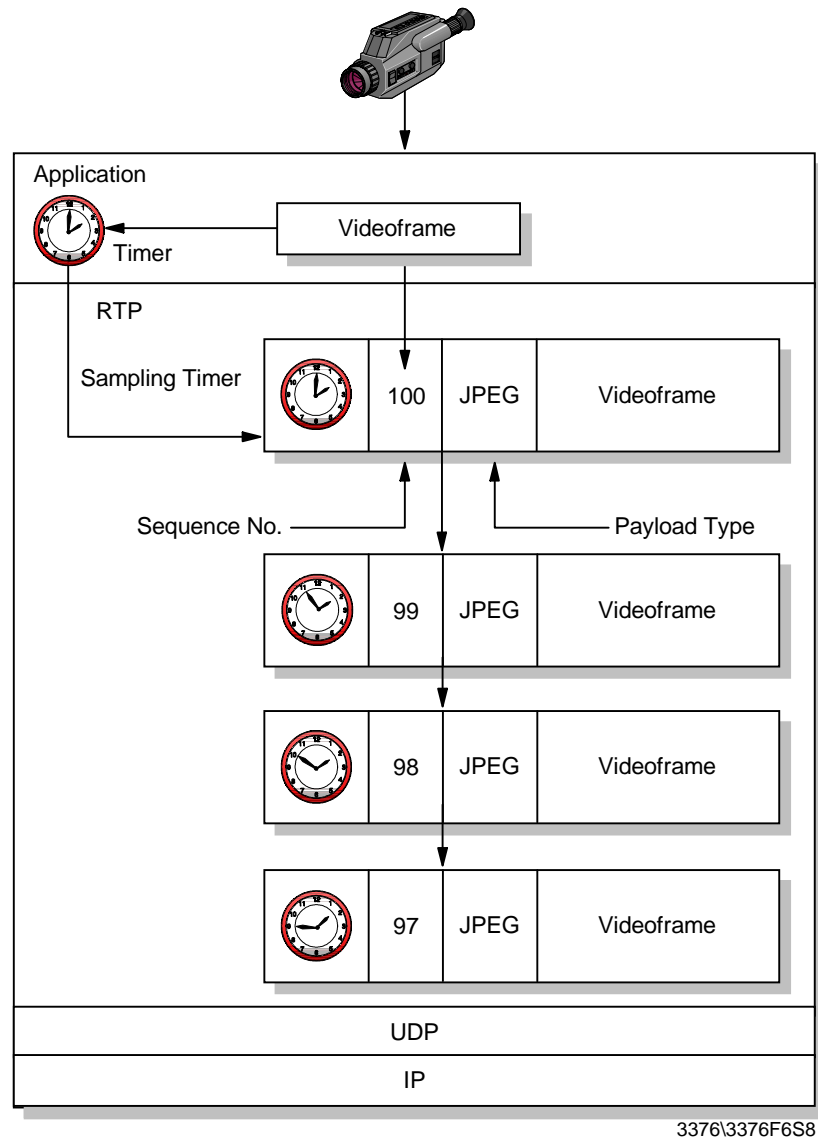 Application
Timer
Videoframe
RTP
Sampling Timer
100 JPEG Videoframe
Sequence No. Payload Type
99 JPEG Videoframe
98 JPEG Videoframe
97 JPEG Videoframe
UDP
IP
3376\3376F6S8